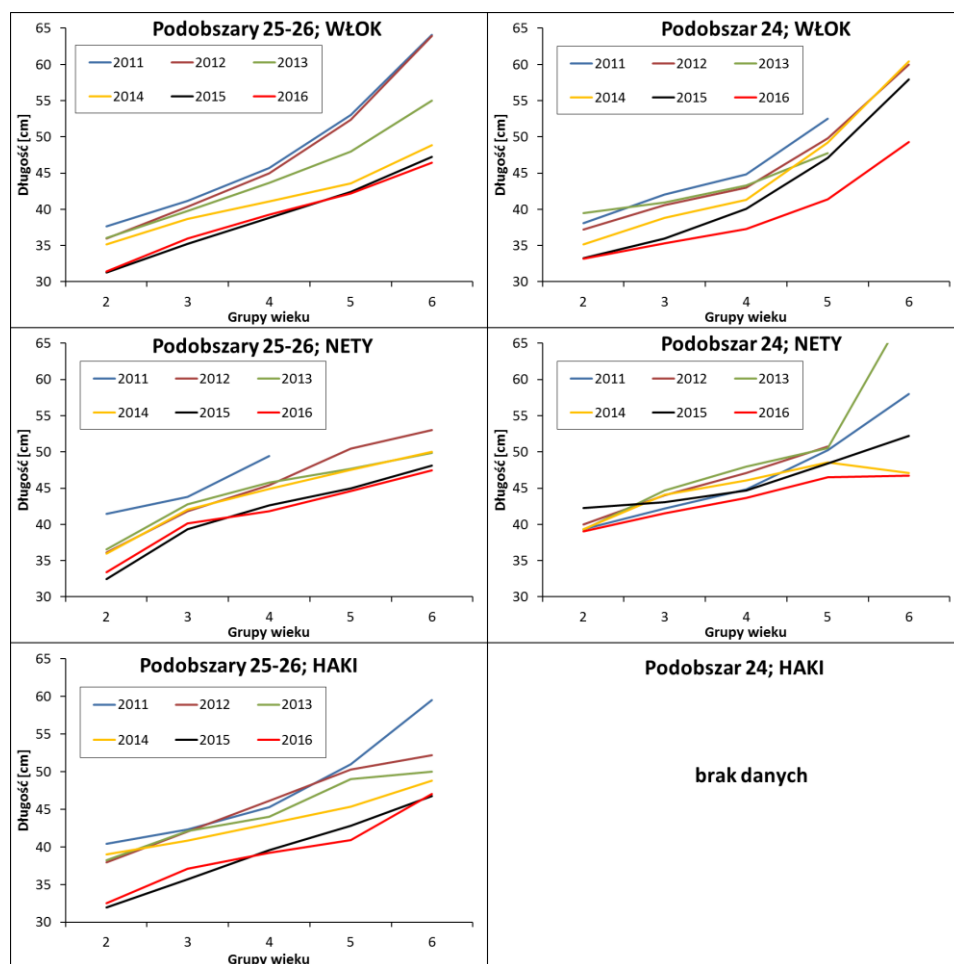 Podobszary 25-26; WŁOK
2011 2012 2013
2014 2015 2016
Długość [cm]
65
60
55
50
45
40
35
30
2 3 4 5 6
Grupy wieku
Podobszar 24; WŁOK
2011 2012 2013
2014 2015 2016
Długość [cm]
65
60
55
50
45
40
35
30
2 3 4 5 6
Grupy wieku
Podobszary 25-26; NETY
2011 2012 2013
2014 2015 2016
Długość [cm]
65
60
55
50
45
40
35
30
2 3 4 5 6
Grupy wieku
Podobszar 24; NETY
2011 2012 2013
2014 2015 2016
Długość [cm]
65
60
55
50
45
40
35
30
2 3 4 5 6
Grupy wieku
Podobszary 25-26; HAKI
2011 2012 2013
2014 2015 2016
Długość [cm]
65
60
55
50
45
40
35
30
2 3 4 5 6
Grupy wieku
Podobszar 24; HAKI
brak danych